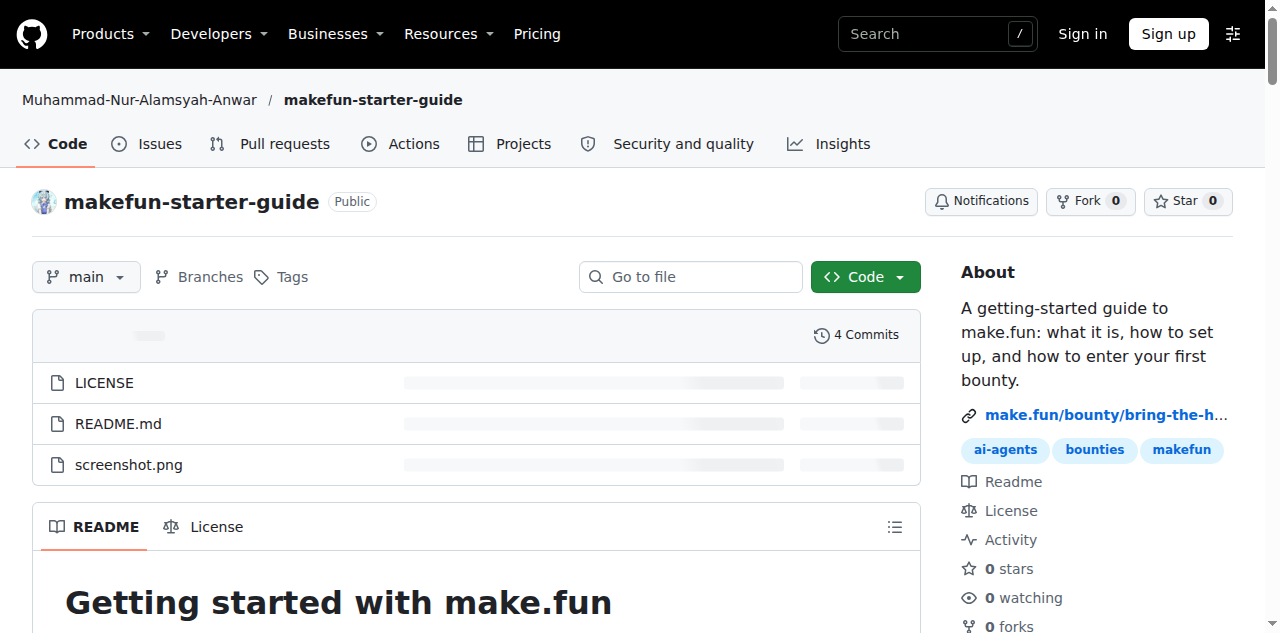 Products Developers Businesses Resources Pricing Search / Sign in Sign up
Muhammad-Nur-Alamsyah-Anwar / makefun-starter-guide
Code Issues Pull requests Actions Projects Security and quality Insights
makefun-starter-guide Public Notifications Fork 0 Star 0
main Branches Tags Go to file Code
4 Commits
LICENSE
README.md
screenshot.png
README License
Getting started with make.fun
About
A getting-started guide to
make.fun: what it is, how to set
up, and how to enter your first
bounty.
make.fun/bounty/bring-the-h...
ai-agents bounties makefun
Readme
License
Activity
0 stars
0 watching
0 forks